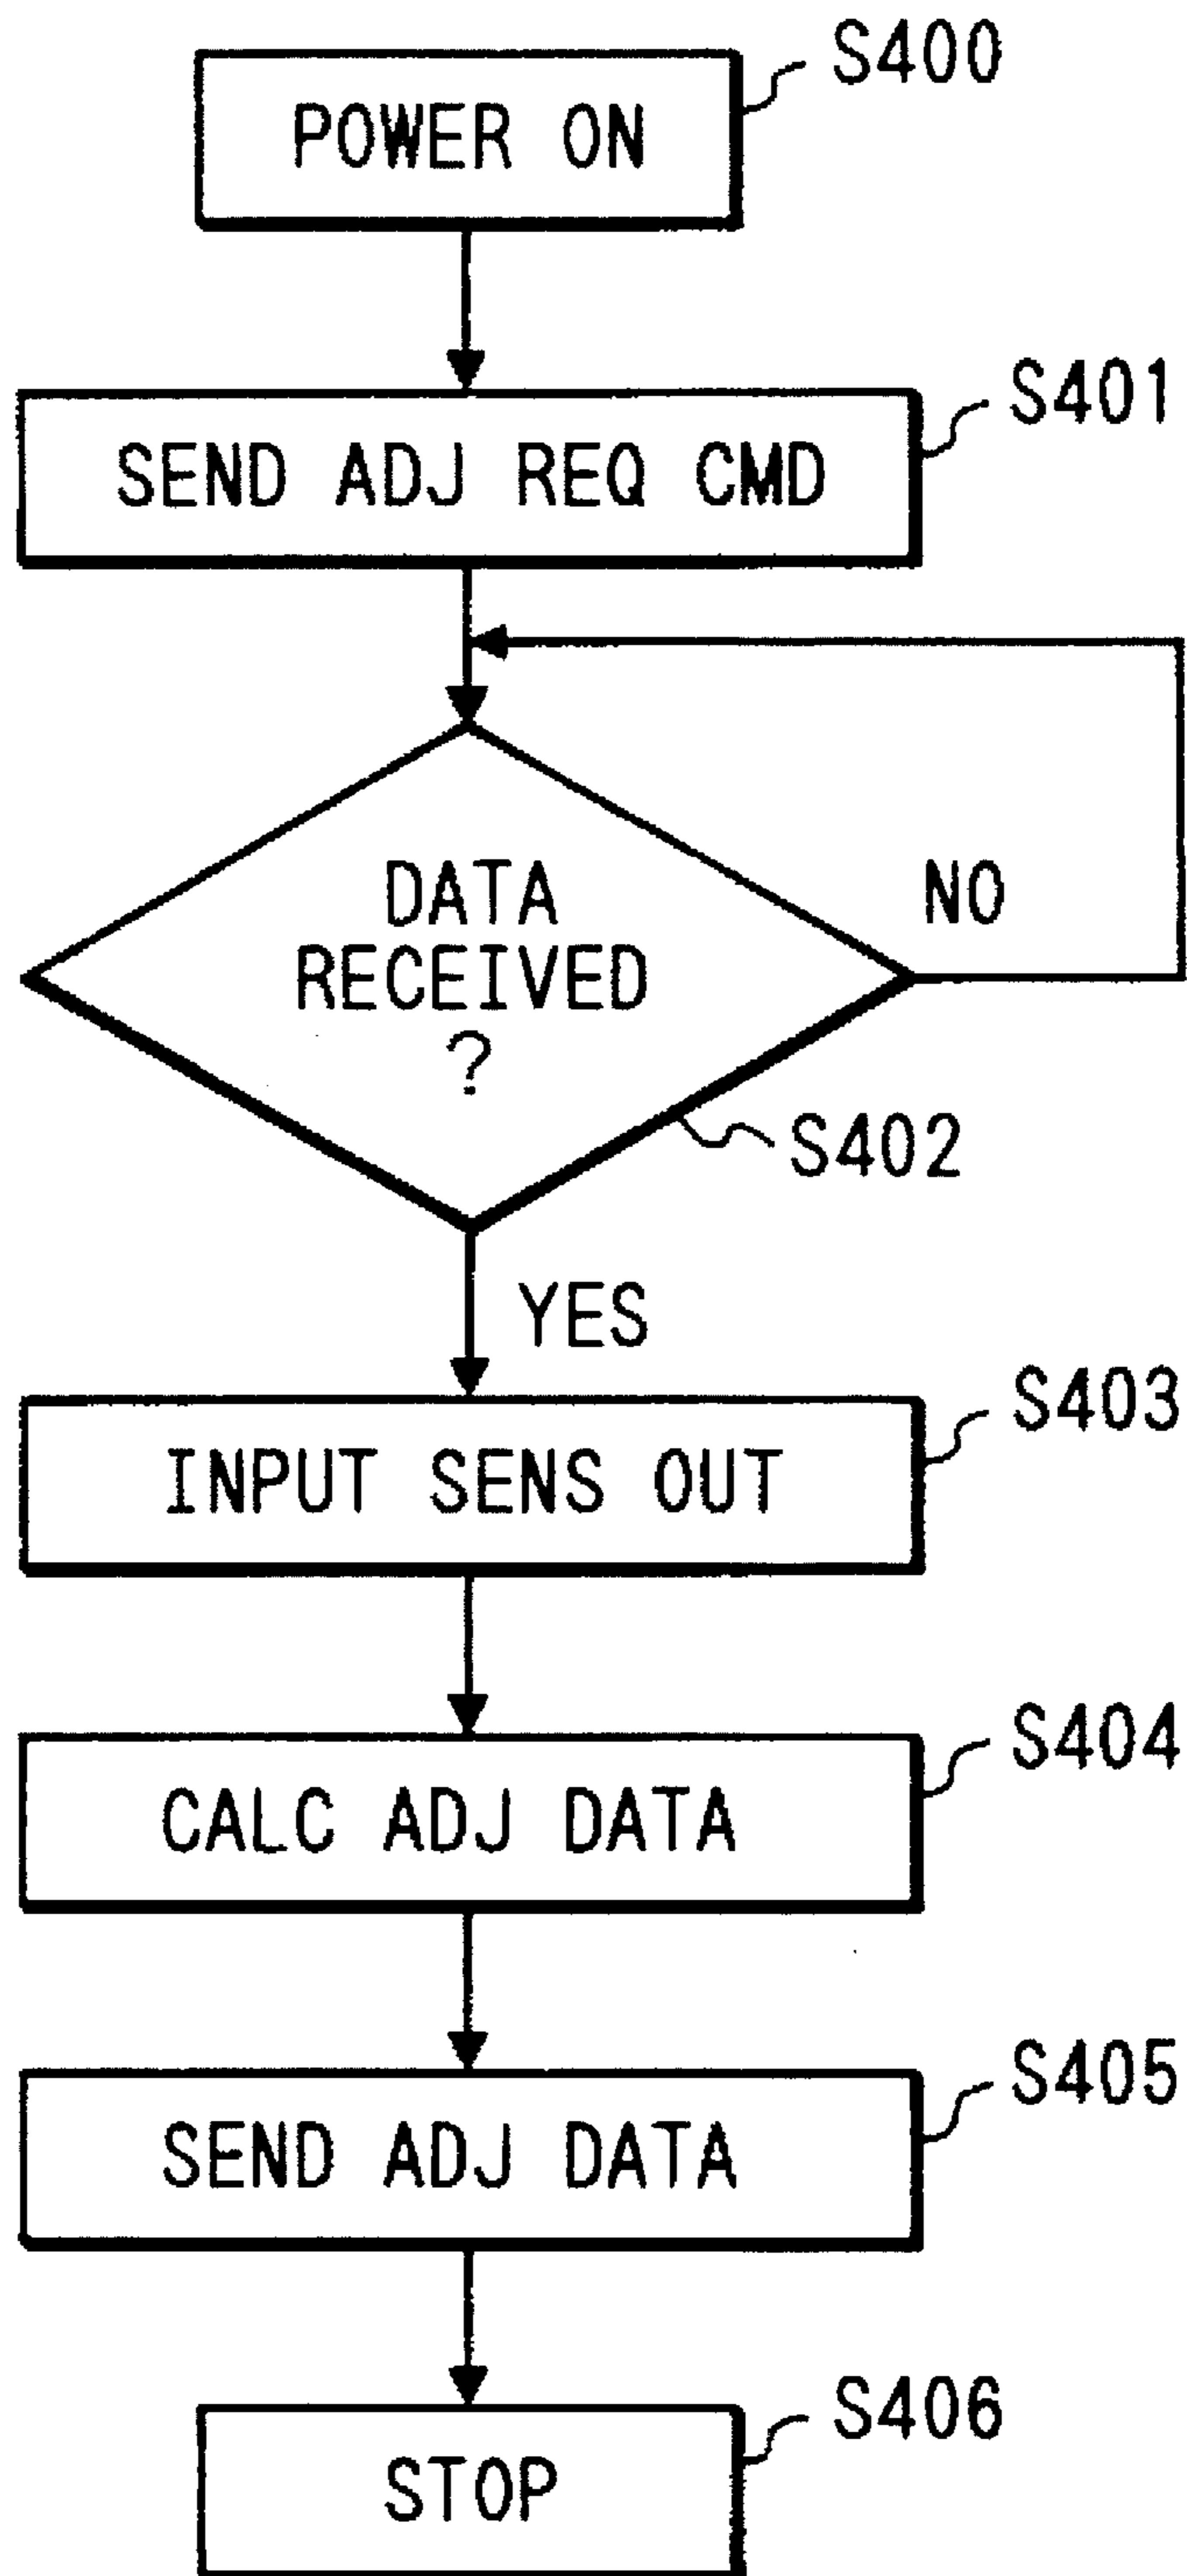 POWER ON
S400
SEND ADJ REQ CMD
S401
DATA
RECEIVED
?
NO
S402
YES
INPUT SENS OUT
S403
CALC ADJ DATA
S404
SEND ADJ DATA
S405
STOP
S406